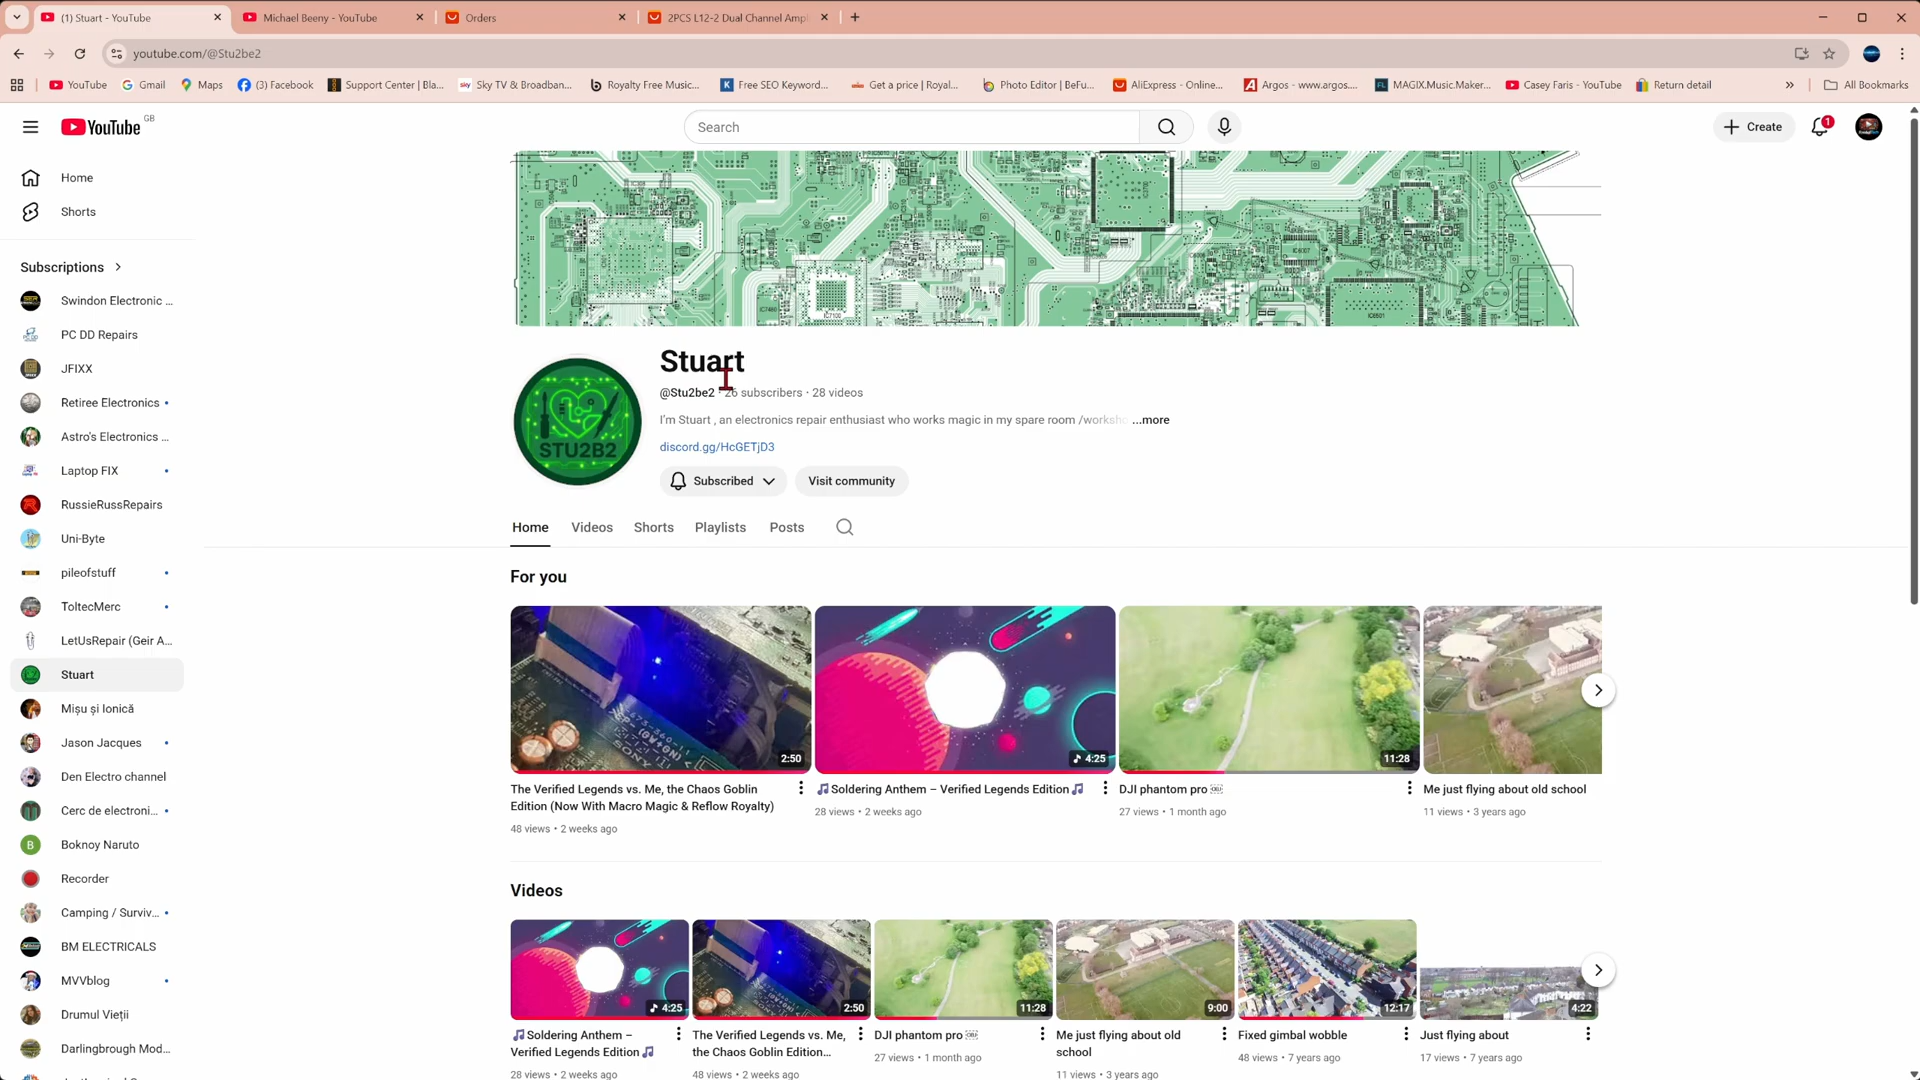 (1) Stuart - YouTube
Michael Beeny - YouTube
Orders
2PCS L12-2 Dual Channel Ampl
youtube.com/@Stu2be2
YouTube
Gmail
Maps
(3) Facebook
Support Center | Bla...
Sky TV & Broadban...
Royalty Free Music...
Free SEO Keyword...
Get a price | Royal...
Photo Editor | BeFu...
AliExpress - Online...
Argos - www.argos....
MAGIX.Music.Maker...
Casey Faris - YouTube
Return detail
All Bookmarks
YouTube GB
Search
Create
1
Home
Shorts
Subscriptions
Swindon Electronic ...
PC DD Repairs
JFIXX
Retiree Electronics
Astro's Electronics ...
Laptop FIX
RussieRussRepairs
Uni-Byte
pileofstuff
ToltecMerc
LetUsRepair (Geir A...
Stuart
Mișu și Ionică
Jason Jacques
Den Electro channel
Cerc de electroni...
Boknoy Naruto
Recorder
Camping / Surviv...
BM ELECTRICALS
MVVblog
Drumul Vieții
Darlingbrough Mod...
STU2B2
Stuart
@Stu2be2 · 26 subscribers · 28 videos
I'm Stuart , an electronics repair enthusiast who works magic in my spare room /worksho ...more
discord.gg/HcGETjD3
Subscribed
Visit community
Home
Videos
Shorts
Playlists
Posts
For you
2:50
4:25
11:28
The Verified Legends vs. Me, the Chaos Goblin
Edition (Now With Macro Magic & Reflow Royalty)
48 views • 2 weeks ago
🎵Soldering Anthem – Verified Legends Edition🎵
28 views • 2 weeks ago
DJI phantom pro ￼
27 views • 1 month ago
Me just flying about old school
11 views • 3 years ago
Videos
4:25
2:50
11:28
9:00
12:17
4:22
🎵Soldering Anthem –
Verified Legends Edition🎵
28 views • 2 weeks ago
The Verified Legends vs. Me,
the Chaos Goblin Edition...
48 views • 2 weeks ago
DJI phantom pro ￼
27 views • 1 month ago
Me just flying about old
school
11 views • 3 years ago
Fixed gimbal wobble
48 views • 7 years ago
Just flying about
17 views • 7 years ago